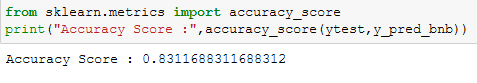 from sklearn.metrics import accuracy_score
print("Accuracy Score :",accuracy_score(ytest,y_pred_bnb))
Accuracy Score : 0.8311688311688312